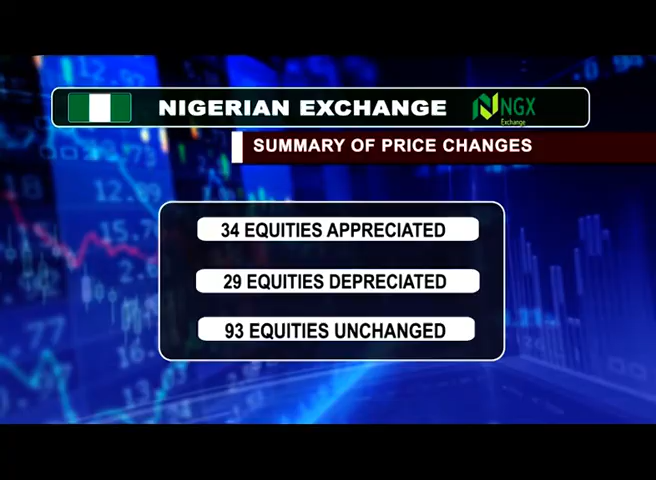 NIGERIAN EXCHANGE
NGX
Exchange
SUMMARY OF PRICE CHANGES
34 EQUITIES APPRECIATED
29 EQUITIES DEPRECIATED
93 EQUITIES UNCHANGED